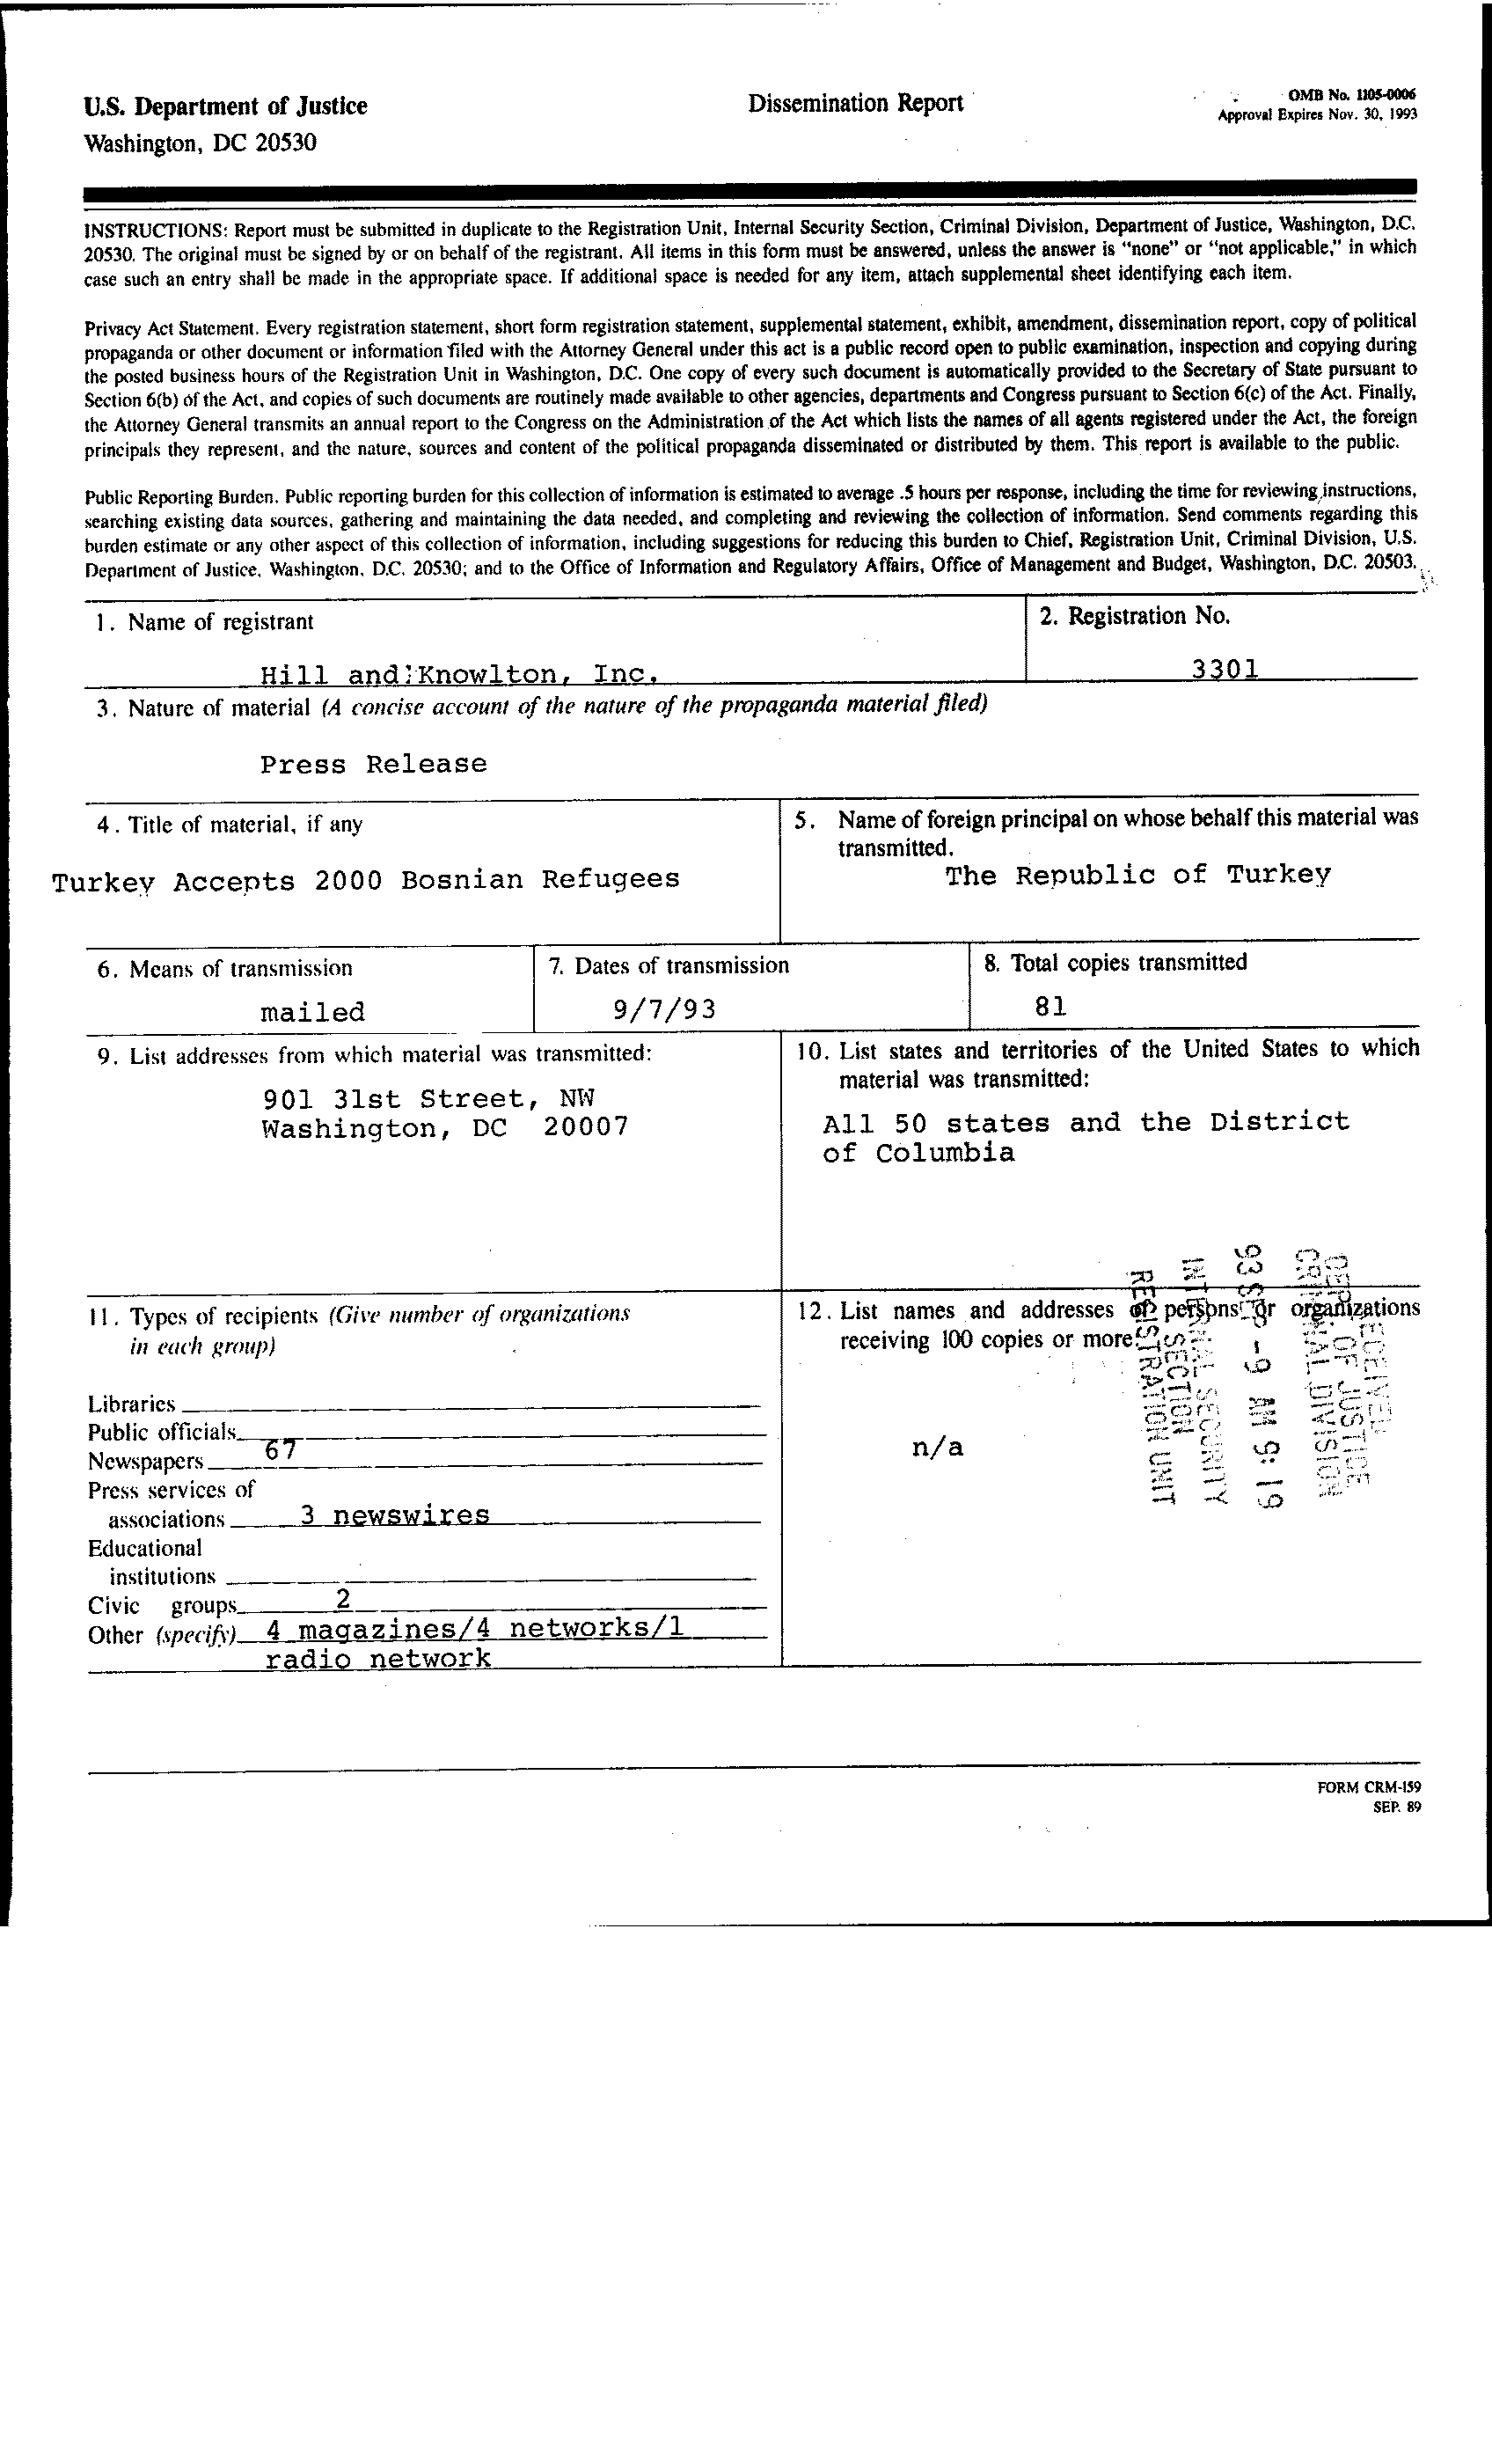 U.S. Department of Justice
Washington, DC 20530
Dissemination Report
OMB No. 1105-0006
Approval Expires Nov. 30, 1993
INSTRUCTIONS: Report must be submitted in duplicate to the Registration Unit, Internal Security Section, Criminal Division, Department of Justice, Washington, D.C.
20530. The original must be signed by or on behalf of the registrant. All items in this form must be answered, unless the answer is "none" or "not applicable," in which
case such an entry shall be made in the appropriate space. If additional space is needed for any item, attach supplemental sheet identifying each item.
Privacy Act Statement. Every registration statement, short form registration statement, supplemental statement, exhibit, amendment, dissemination report, copy of political
propaganda or other document or information filed with the Attorney General under this act is a public record open to public examination, inspection and copying during
the posted business hours of the Registration Unit in Washington, D.C. One copy of every such document is automatically provided to the Secretary of State pursuant to
Section 6(b) of the Act, and copies of such documents are routinely made available to other agencies, departments and Congress pursuant to Section 6(c) of the Act. Finally,
the Attorney General transmits an annual report to the Congress on the Administration of the Act which lists the names of all agents registered under the Act, the foreign
principals they represent, and the nature, sources and content of the political propaganda disseminated or distributed by them. This report is available to the public.
Public Reporting Burden. Public reporting burden for this collection of information is estimated to average .5 hours per response, including the time for reviewing instructions,
searching existing data sources, gathering and maintaining the data needed, and completing and reviewing the collection of information. Send comments regarding this
burden estimate or any other aspect of this collection of information, including suggestions for reducing this burden to Chief, Registration Unit, Criminal Division, U.S.
Department of Justice, Washington, D.C. 20530; and to the Office of Information and Regulatory Affairs, Office of Management and Budget, Washington, D.C. 20503.
1. Name of registrant
Hill and Knowlton, Inc.
2. Registration No.
3301
3. Nature of material (A concise account of the nature of the propaganda material filed)
Press Release
4. Title of material, if any
Turkey Accepts 2000 Bosnian Refugees
5. Name of foreign principal on whose behalf this material was
transmitted.
The Republic of Turkey
6. Means of transmission
mailed
7. Dates of transmission
9/7/93
8. Total copies transmitted
81
9. List addresses from which material was transmitted:
901 31st Street, NW
Washington, DC 20007
10. List states and territories of the United States to which
material was transmitted:
All 50 states and the District
of Columbia
11. Types of recipients (Give number of organizations
in each group)
Libraries
Public officials
Newspapers 67
Press services of
associations 3 newswires
Educational
institutions
Civic groups 2
Other (specify) 4 magazines/4 networks/1
radio network
12. List names and addresses of persons or organizations
receiving 100 copies or more
n/a
RECEIVED
DEPT OF JUSTICE
CRIMINAL DIVISION
93 SEP -9 AM 9:19
INTERNAL SECURITY
SECTION
REGISTRATION UNIT
FORM CRM-159
SEP. 89